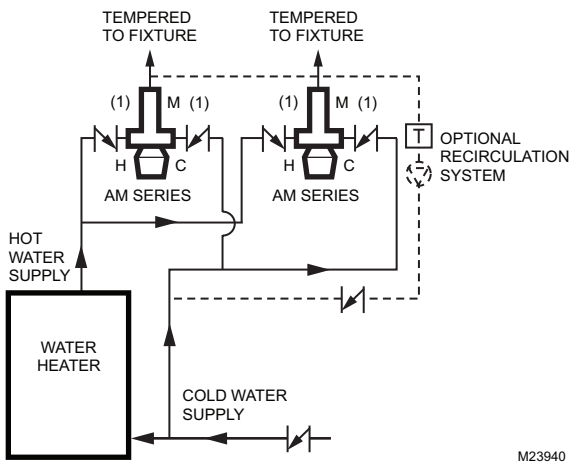 TEMPERED
TO FIXTURE
TEMPERED
TO FIXTURE
(1) M (1)
(1) M (1)
T
OPTIONAL
RECIRCULATION
SYSTEM
H C
H C
AM SERIES
AM SERIES
HOT
WATER
SUPPLY
WATER
HEATER
COLD WATER
SUPPLY
M23940